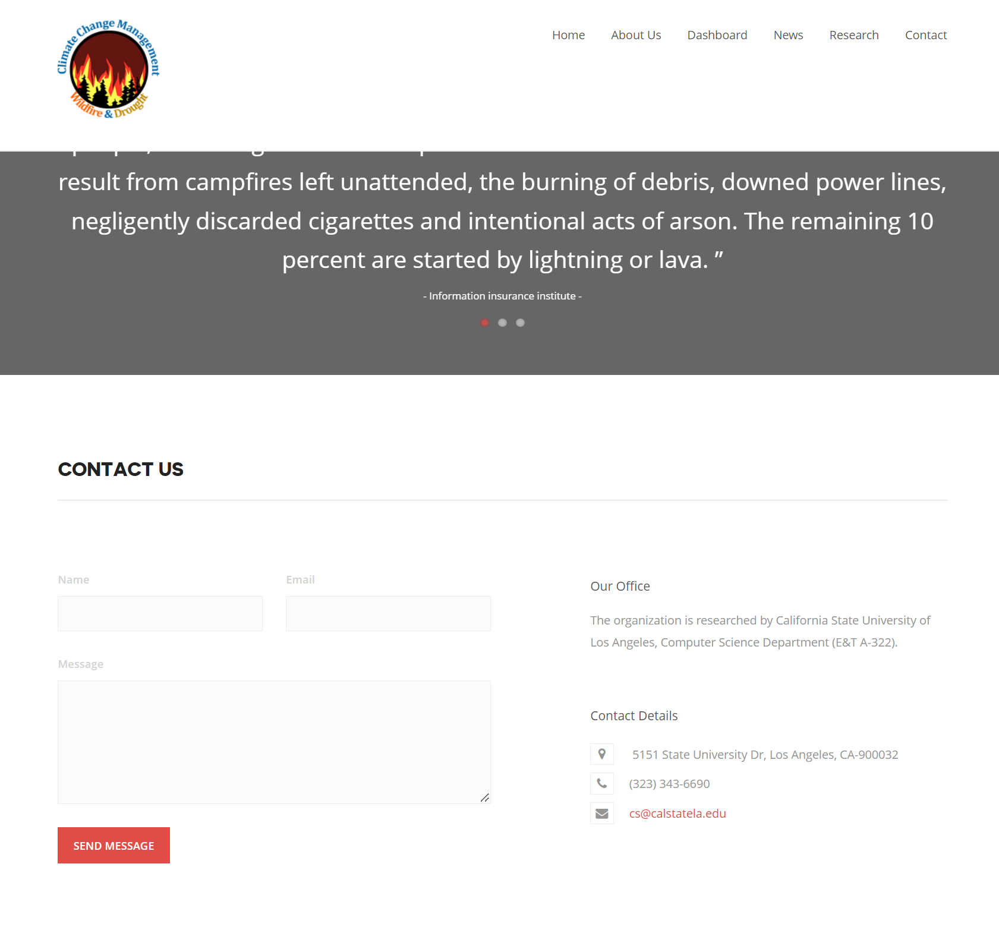 Climate Change Management
Wildfire & Drought
Home About Us Dashboard News Research Contact
result from campfires left unattended, the burning of debris, downed power lines,
negligently discarded cigarettes and intentional acts of arson. The remaining 10
percent are started by lightning or lava. ”
- Information insurance institute -
CONTACT US
Name Email
Message
SEND MESSAGE
Our Office
The organization is researched by California State University of
Los Angeles, Computer Science Department (E&T A-322).
Contact Details
5151 State University Dr, Los Angeles, CA-900032
(323) 343-6690
cs@calstatela.edu